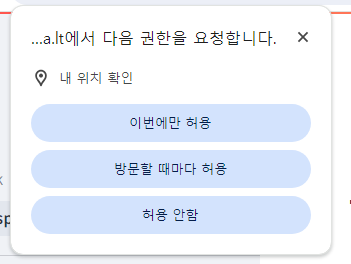 ...a.lt에서 다음 권한을 요청합니다.
내 위치 확인
이번에만 허용
방문할 때마다 허용
허용 안함